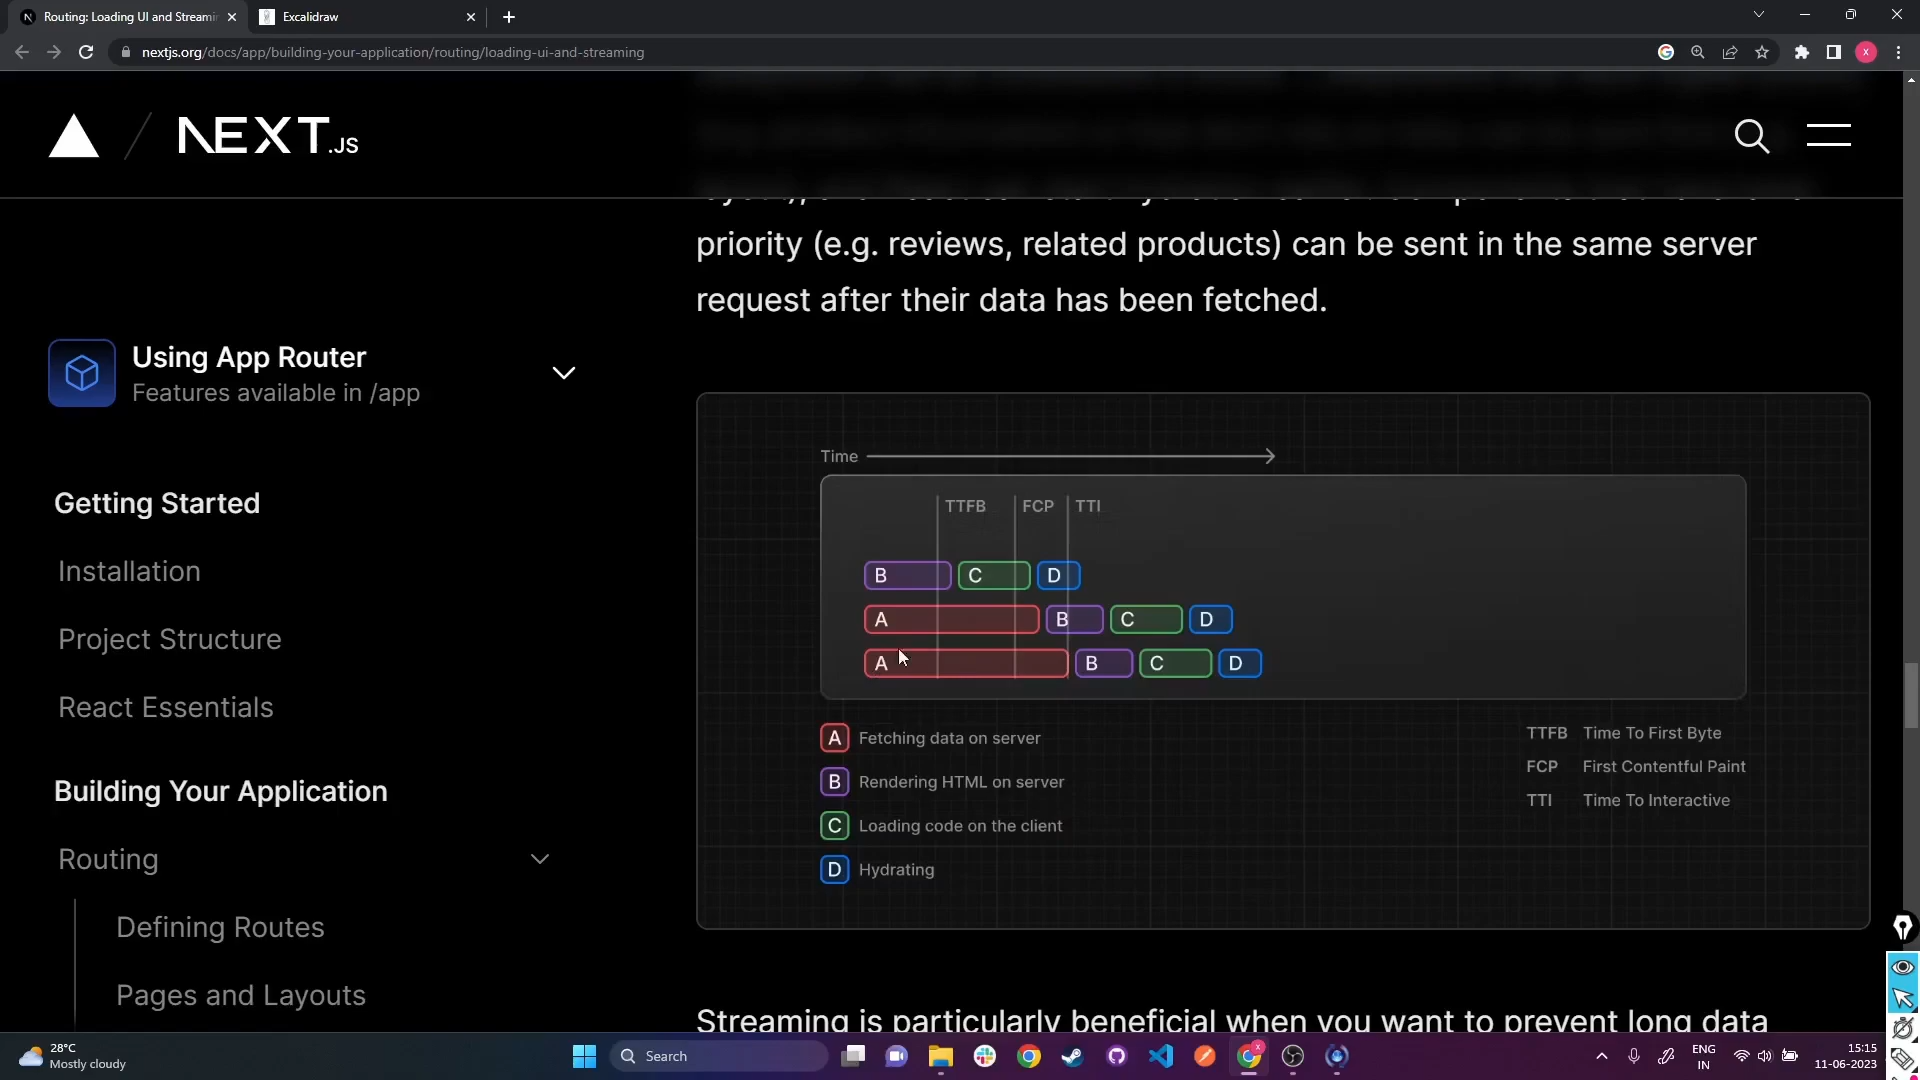 Routing: Loading UI and Streamin
Excalidraw
nextjs.org/docs/app/building-your-application/routing/loading-ui-and-streaming
x
NEXT.JS
priority (e.g. reviews, related products) can be sent in the same server
request after their data has been fetched.
Using App Router
Features available in /app
Getting Started
Installation
Project Structure
React Essentials
Building Your Application
Routing
Defining Routes
Pages and Layouts
Time
TTFB FCP TTI
B C D
A B C D
A B C D
A Fetching data on server
B Rendering HTML on server
C Loading code on the client
D Hydrating
TTFB Time To First Byte
FCP First Contentful Paint
TTI Time To Interactive
Streaming is particularly beneficial when you want to prevent long data
28°C
Mostly cloudy
Search
ENG
IN
15:15
11-06-2023